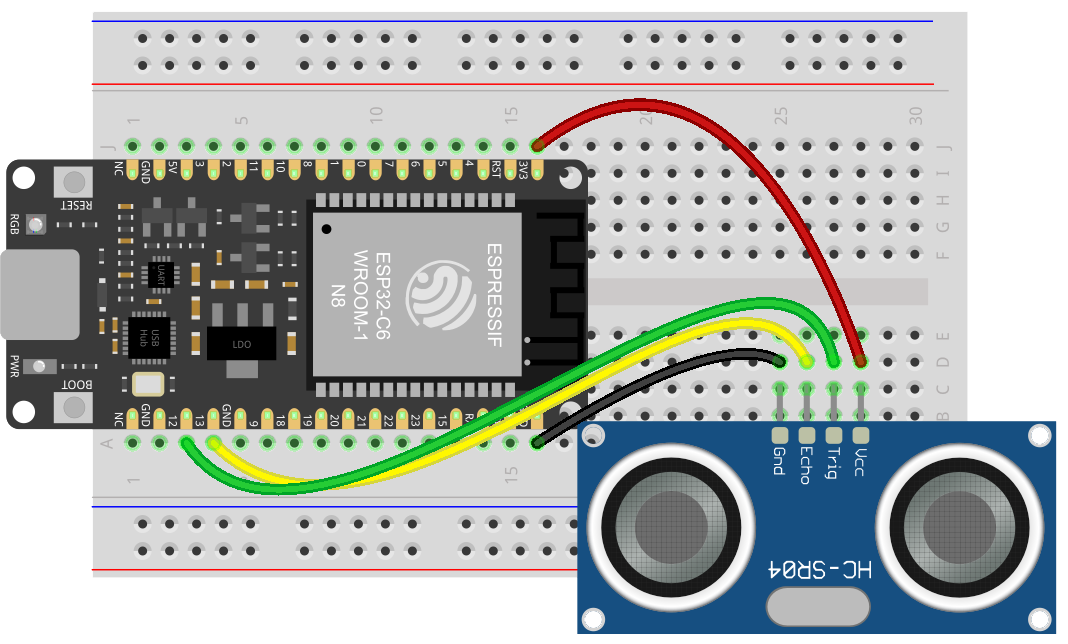 1 5 10 15 20 25 30
J J
I
H
G
F
NC GND 5V 3 2 11 10 8 1 0 7 6 5 4 RST 3V3
RESET
RGB
UART
USB
Hub
LDO
ESP32-C6
WROOM-1
N8
ESPRESSIF
PWR
BOOT
NC GND 12 13 GND 9 18 19 20 21 22 23 15
E
D
C
B
A
1 15
Gnd Echo Trig Vcc
HC-SR04